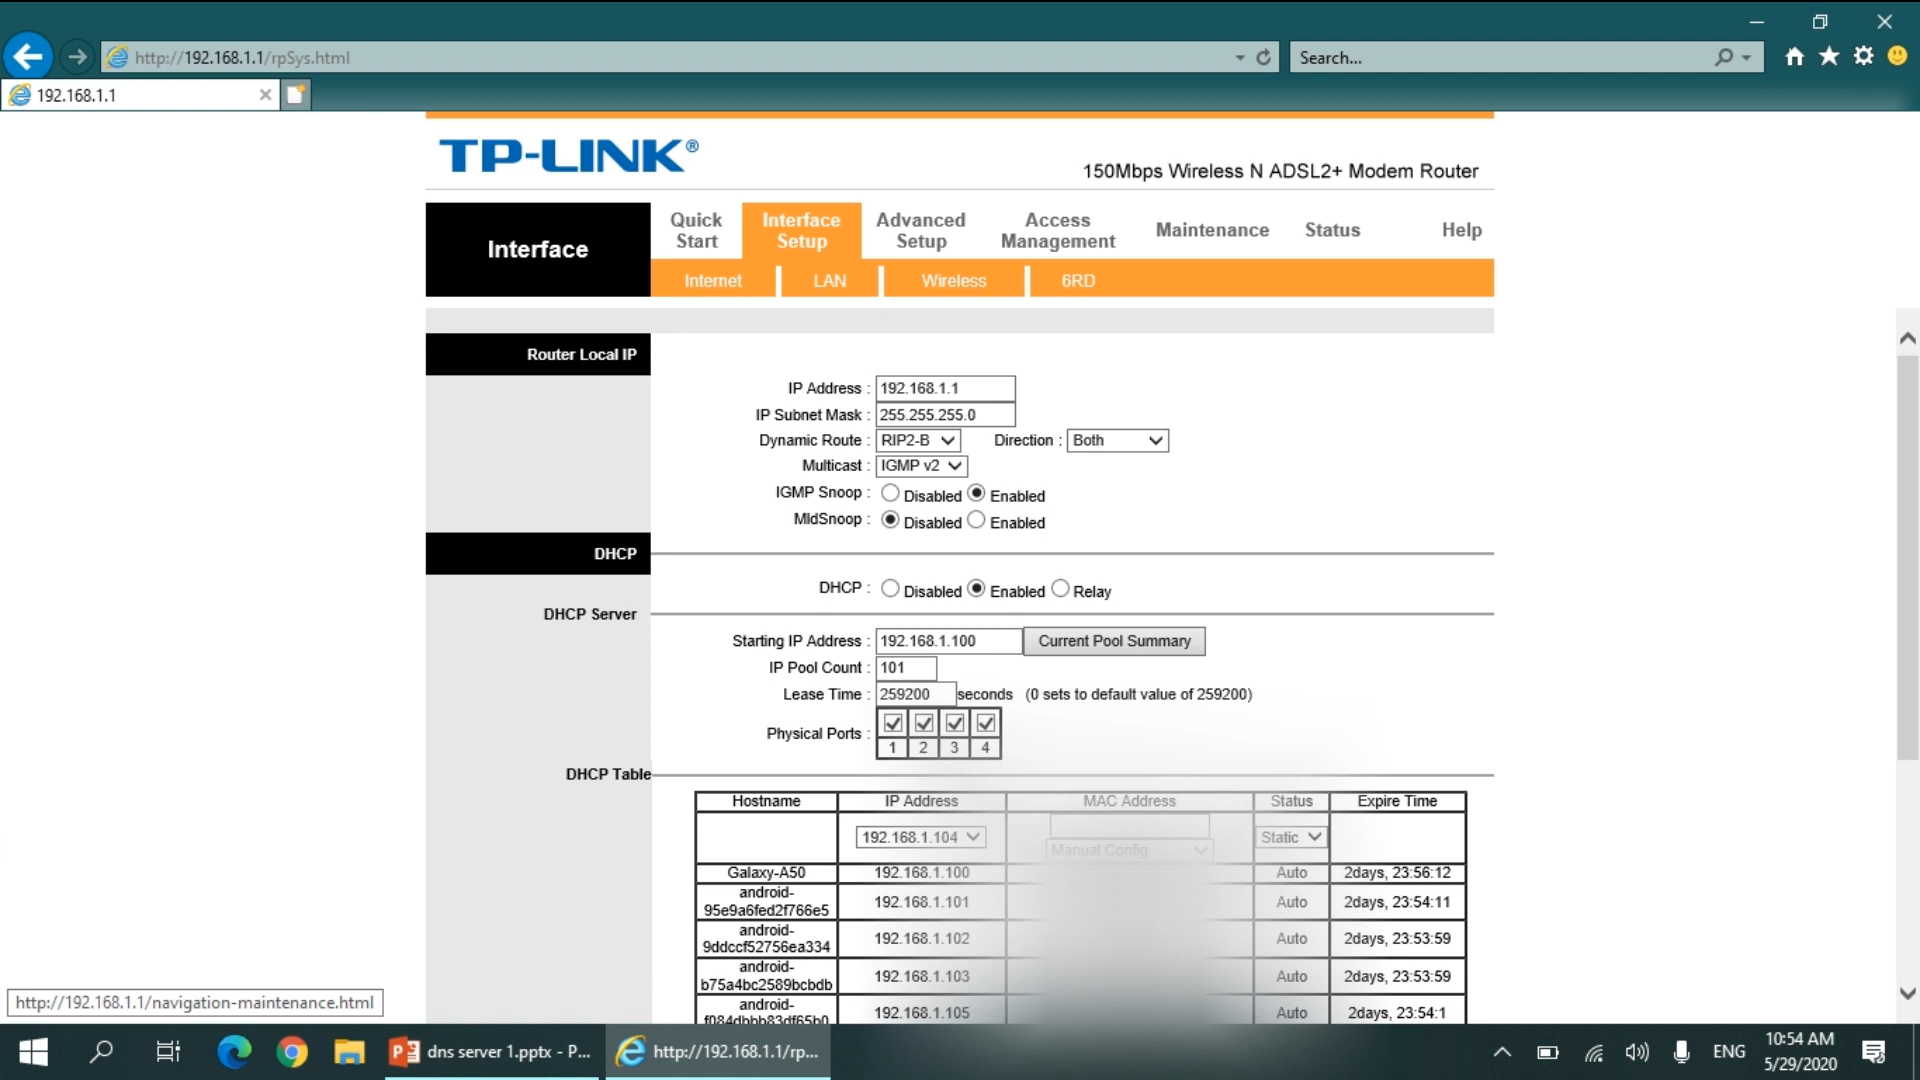 http://192.168.1.1/rpSys.html
Search...
192.168.1.1
TP-LINK®
150Mbps Wireless N ADSL2+ Modem Router
Interface
Quick Start
Interface Setup
Advanced Setup
Access Management
Maintenance
Status
Help
Internet
LAN
Wireless
6RD
Router Local IP
IP Address : 192.168.1.1
IP Subnet Mask : 255.255.255.0
Dynamic Route : RIP2-B Direction : Both
Multicast : IGMP v2
IGMP Snoop : Disabled Enabled
MldSnoop : Disabled Enabled
DHCP
DHCP : Disabled Enabled Relay
DHCP Server
Starting IP Address : 192.168.1.100 Current Pool Summary
IP Pool Count : 101
Lease Time : 259200 seconds (0 sets to default value of 259200)
Physical Ports :
1 2 3 4
DHCP Table
Hostname IP Address MAC Address Status Expire Time
192.168.1.104 Static
Manual Config
Galaxy-A50 192.168.1.100 Auto 2days, 23:56:12
android-
95e9a6fed2f766e5 192.168.1.101 Auto 2days, 23:54:11
android-
9ddccf52756ea334 192.168.1.102 Auto 2days, 23:53:59
android-
b75a4bc2589bcbdb 192.168.1.103 Auto 2days, 23:53:59
android-
f084dbbb83df65b0 192.168.1.105 Auto 2days, 23:54:1
http://192.168.1.1/navigation-maintenance.html
dns server 1.pptx - P...
http://192.168.1.1/rp...
ENG
10:54 AM
5/29/2020